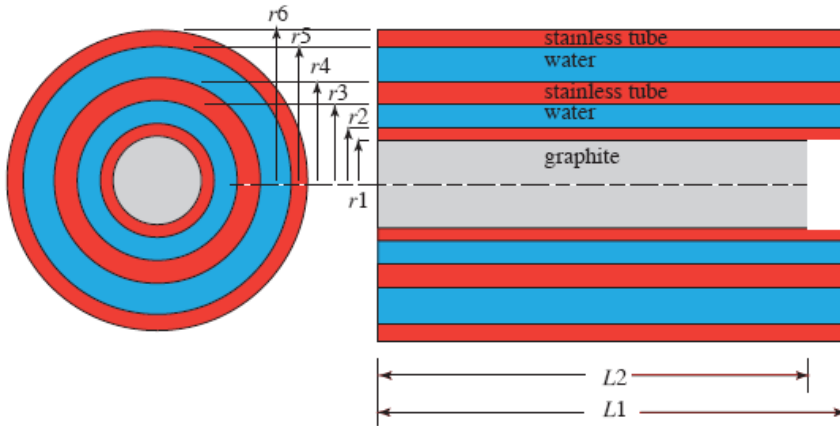 r6
r5
r4
r3
r2
r1
stainless tube
water
stainless tube
water
graphite
L2
L1